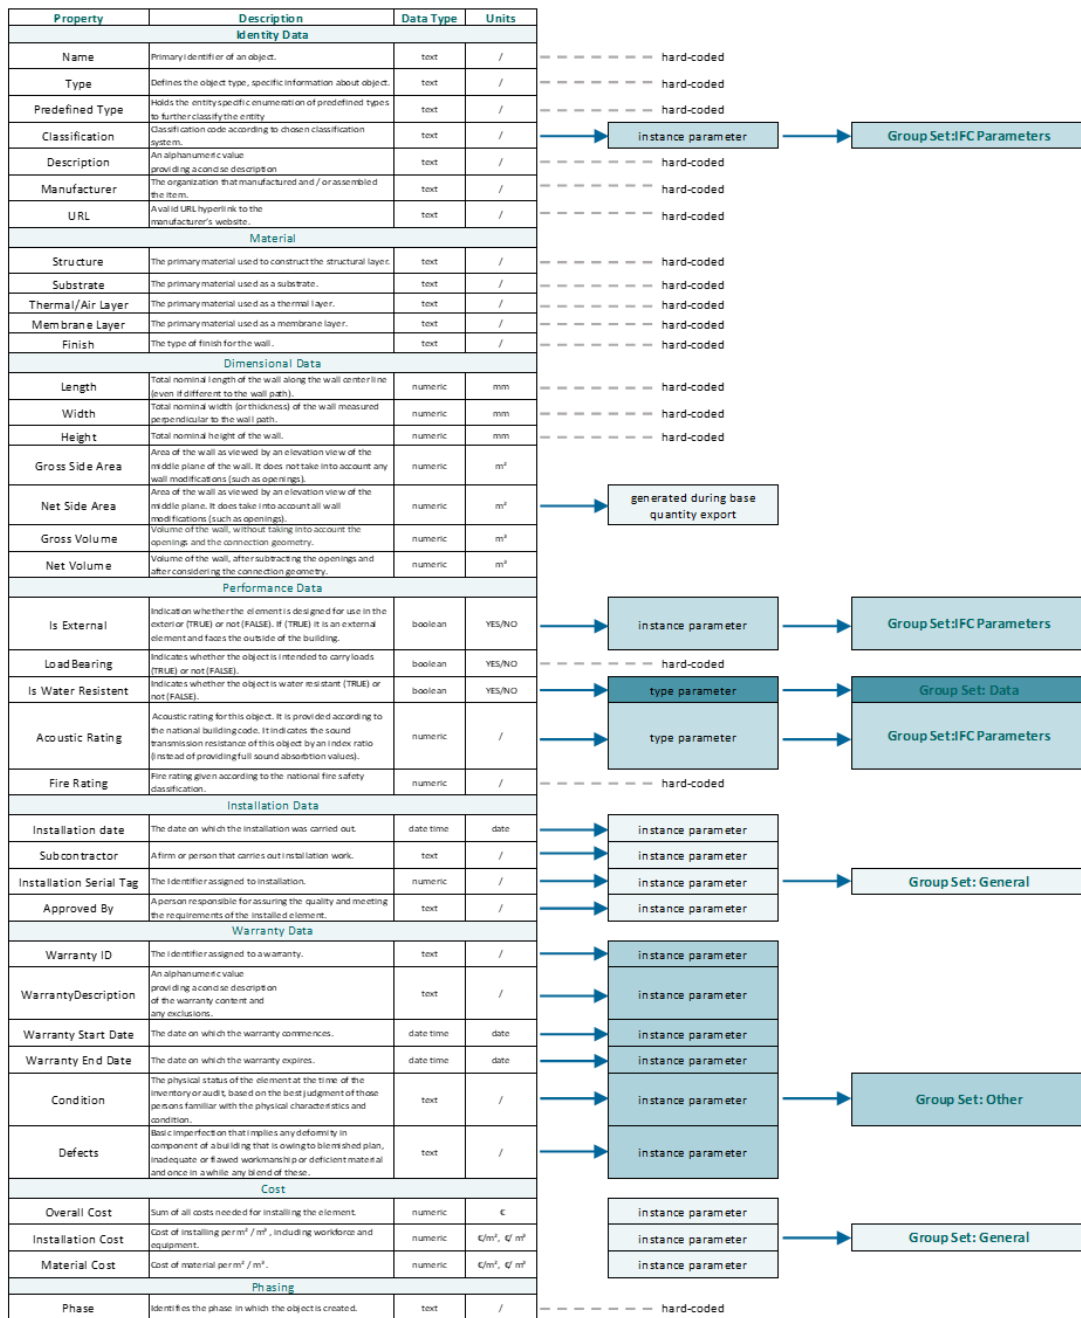 Property Description Data Type Units
Identity Data
Name Primary identifier of an object. text / hard-coded
Type Defines the object type, specific information about object. text / hard-coded
Predefined Type Holds the entity specific enumeration of predefined types text / hard-coded
to further classify the entity
Classification Classification code according to chosen classification text / instance parameter Group Set:IFC Parameters
system.
Description An alphanumeric value text / hard-coded
providing a concise description
Manufacturer The organization that manufactured and / or assembled text / hard-coded
the item.
URL A valid URL hyperlink to the text / hard-coded
manufacturer's website.
Material
Structure The primary material used to construct the structural layer. text / hard-coded
Substrate The primary material used as a substrate. text / hard-coded
Thermal/Air Layer The primary material used as a thermal layer. text / hard-coded
Membrane Layer The primary material used as a membrane layer. text / hard-coded
Finish The type of finish for the wall. text / hard-coded
Dimensional Data
Length Total nominal length of the wall along the wall center line numeric mm hard-coded
(even if different to the wall path).
Width Total nominal width (or thickness) of the wall measured numeric mm hard-coded
perpendicular to the wall path.
Height Total nominal height of the wall. numeric mm hard-coded
Gross Side Area Area of the wall as viewed by an elevation view of the numeric m²
middle plane of the wall. It does not take into account any
wall modifications (such as openings).
Net Side Area Area of the wall as viewed by an elevation view of the numeric m² generated during base
middle plane. It does take into account all wall quantity export
modifications (such as openings).
Gross Volume Volume of the wall, without taking into account the numeric
openings and the connection geometry.
Net Volume Volume of the wall, after subtracting the openings and numeric
after considering the connection geometry.
Performance Data
Is External Indication whether the element is designed for use in the boolean YES/NO instance parameter Group Set:IFC Parameters
exterior (TRUE) or not (FALSE). If (TRUE) it is an external
element and faces the outside of the building.
LoadBearing Indicates whether the object is intended to carry loads boolean YES/NO hard-coded
(TRUE) or not (FALSE).
Is Water Resistent Indicates whether the object is water resistant (TRUE) or boolean YES/NO type parameter Group Set: Data
not (FALSE).
Acoustic Rating Acoustic rating for this object. It is provided according to numeric / type parameter Group Set:IFC Parameters
the national building code. It indicates the sound
transmission resistance of this object by an index ratio
(instead of providing full sound absorbtion values).
Fire Rating Fire rating given according to the national fire safety numeric / hard-coded
classification.
Installation Data
Installation date The date on which the installation was carried out. date time date instance parameter
Subcontractor A firm or person that carries out installation work. text / instance parameter
Installation Serial Tag The Identifier assigned to installation. numeric / instance parameter Group Set: General
Approved By A person responsible for assuring the quality and meeting text / instance parameter
the requirements of the installed element.
Warranty Data
Warranty ID The identifier assigned to a warranty. text / instance parameter
WarrantyDescription An alphanumeric value text / instance parameter
providing a concise description
of the warranty content and
any exclusions.
Warranty Start Date The date on which the warranty commences. date time date instance parameter
Warranty End Date The date on which the warranty expires. date time date instance parameter
Condition The physical status of the element at the time of the text / instance parameter Group Set: Other
inventory or audit, based on the best judgment of those
persons familiar with the physical characteristics and
condition.
Defects Basic imperfection that implies any deformity in text / instance parameter
component of a building that is owing to blemished plan,
inadequate or flawed workmanship or deficient material
and once in a while any blend of these.
Cost
Overall Cost Sum of all costs needed for installing the element. numeric € instance parameter
Installation Cost Cost of installing per including workforce and numeric instance parameter Group Set: General
equipment.
Material Cost Cost of material per numeric instance parameter
Phasing
Phase Identifies the phase in which the object is created. text / hard-coded